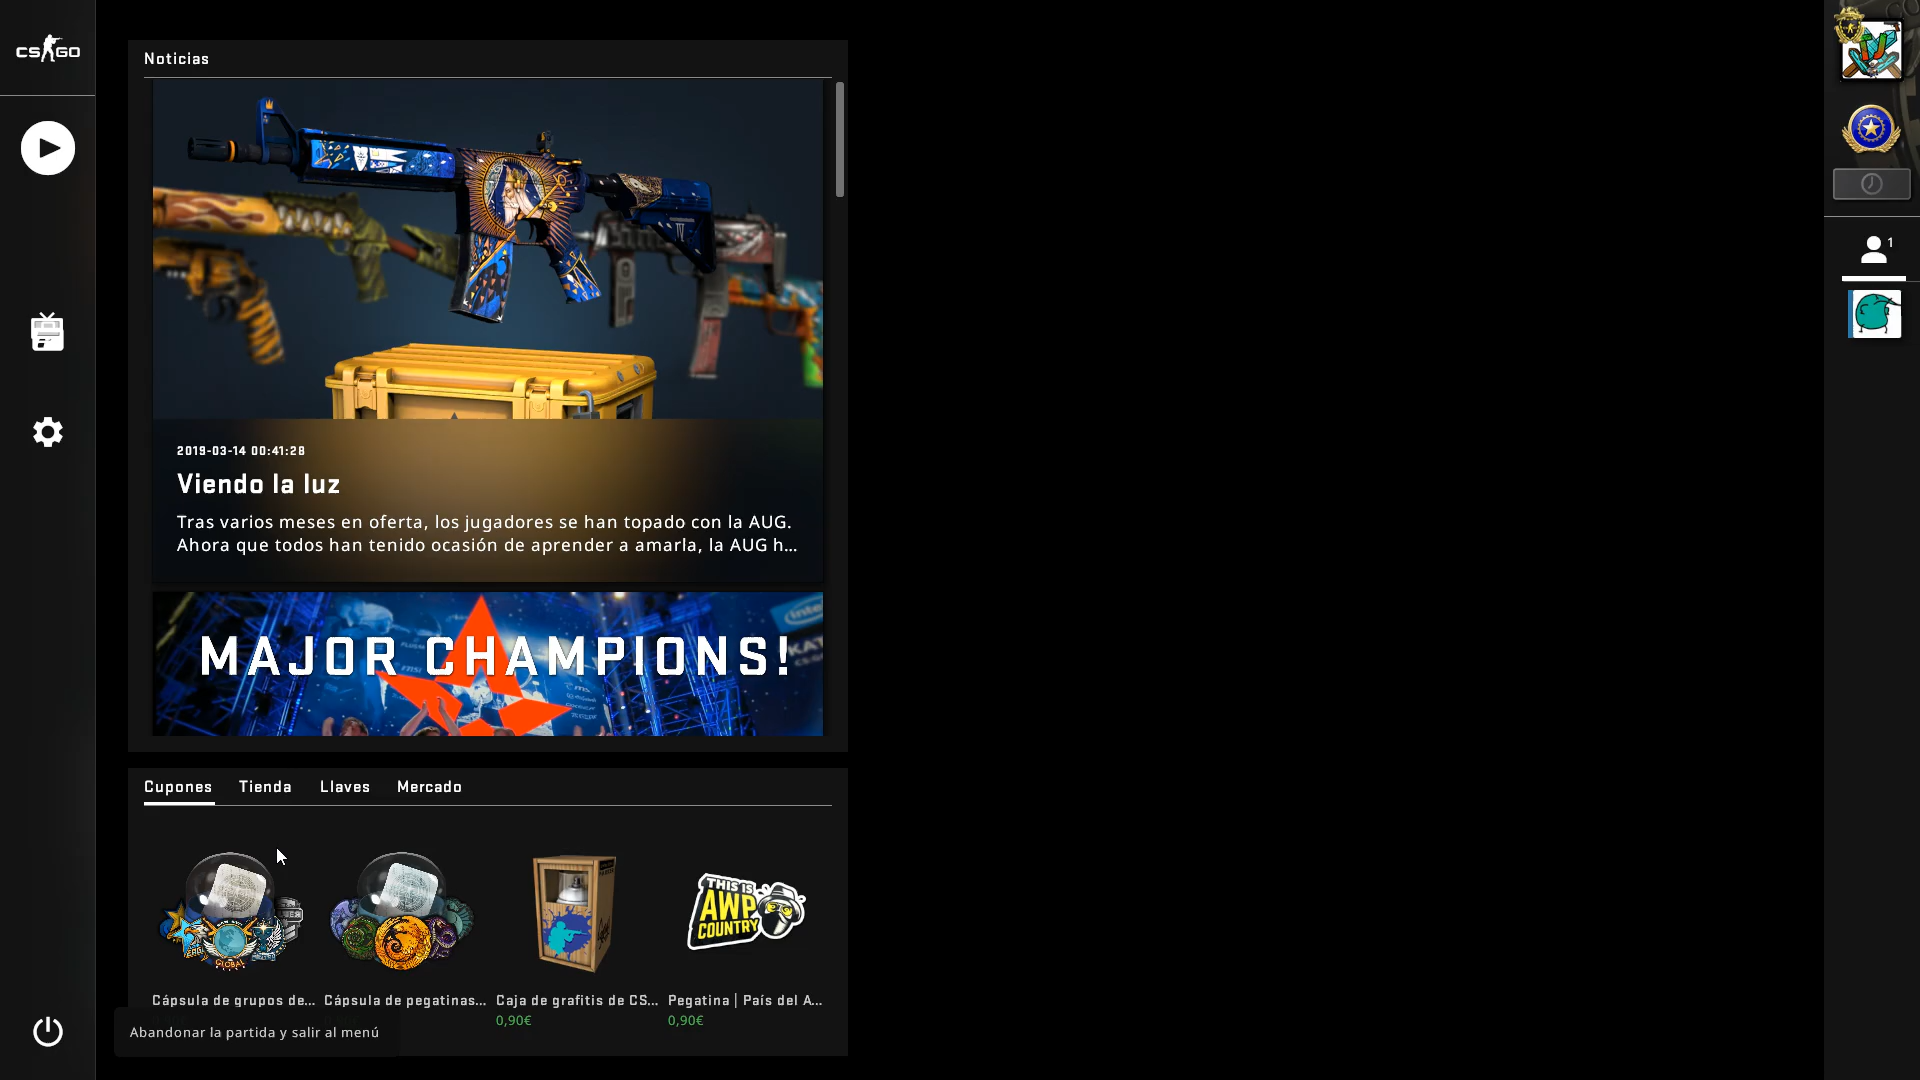 CS GO
Noticias
2019-03-14 00:41:28
Viendo la luz
Tras varios meses en oferta, los jugadores se han topado con la AUG.
Ahora que todos han tenido ocasión de aprender a amarla, la AUG h...
MAJOR CHAMPIONS!
Cupones
Tienda
Llaves
Mercado
GLOBAL
THIS IS
AWP
COUNTRY
Cápsula de grupos de...
Cápsula de pegatinas...
Caja de grafitis de CS...
Pegatina | País del A...
0,90€
0,90€
Abandonar la partida y salir al menú
1